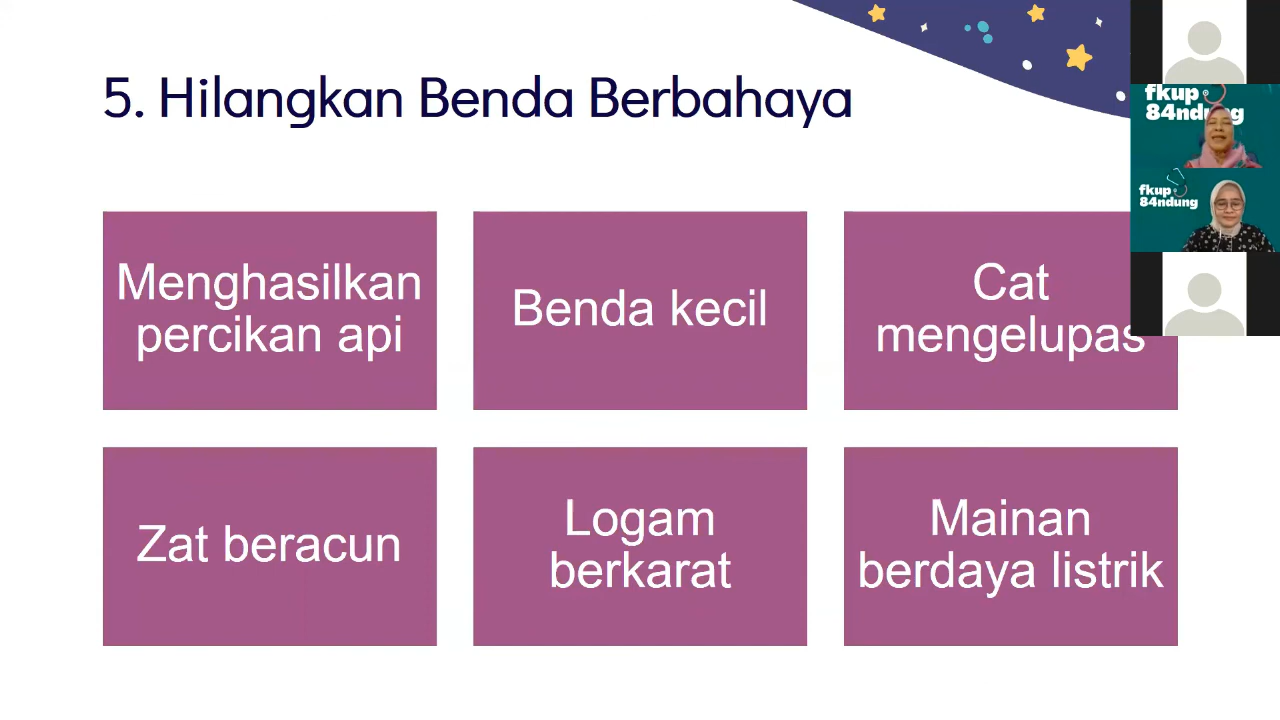 5. Hilangkan Benda Berbahaya
Menghasilkan
percikan api
Benda kecil
Cat
mengelupas
Zat beracun
Logam
berkarat
Mainan
berdaya listrik
fkup
84ndung
fkup
84ndung